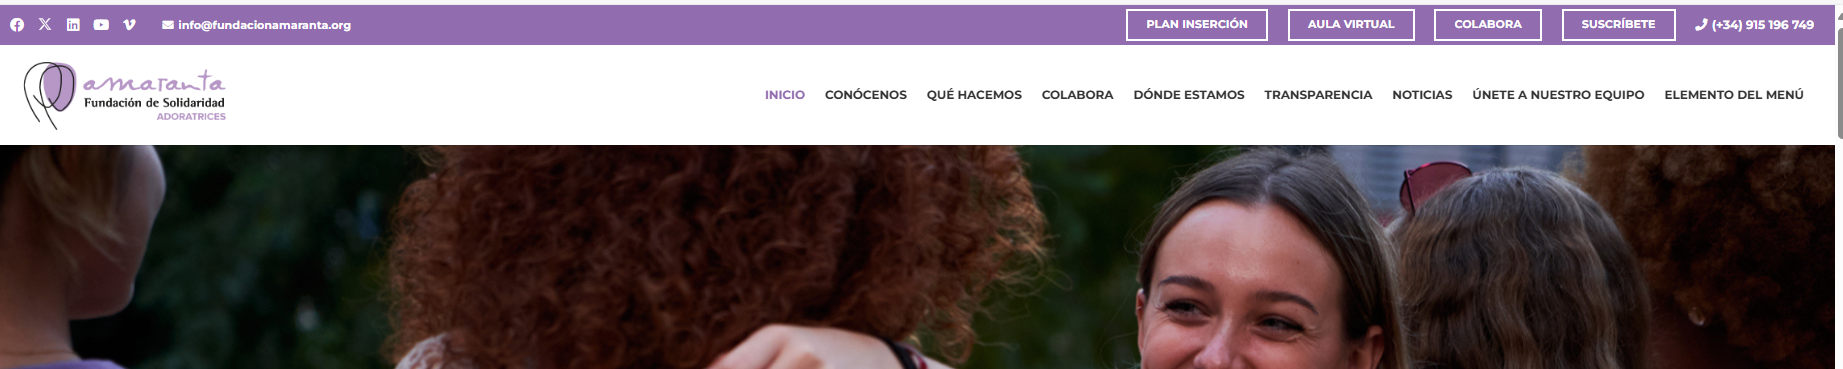 info@fundacionamaranta.org
PLAN INSERCIÓN
AULA VIRTUAL
COLABORA
SUSCRÍBETE
(+34) 915 196 749
amaranta
Fundación de Solidaridad
ADORATRICES
INICIO
CONÓCENOS
QUÉ HACEMOS
COLABORA
DÓNDE ESTAMOS
TRANSPARENCIA
NOTICIAS
ÚNETE A NUESTRO EQUIPO
ELEMENTO DEL MENÚ